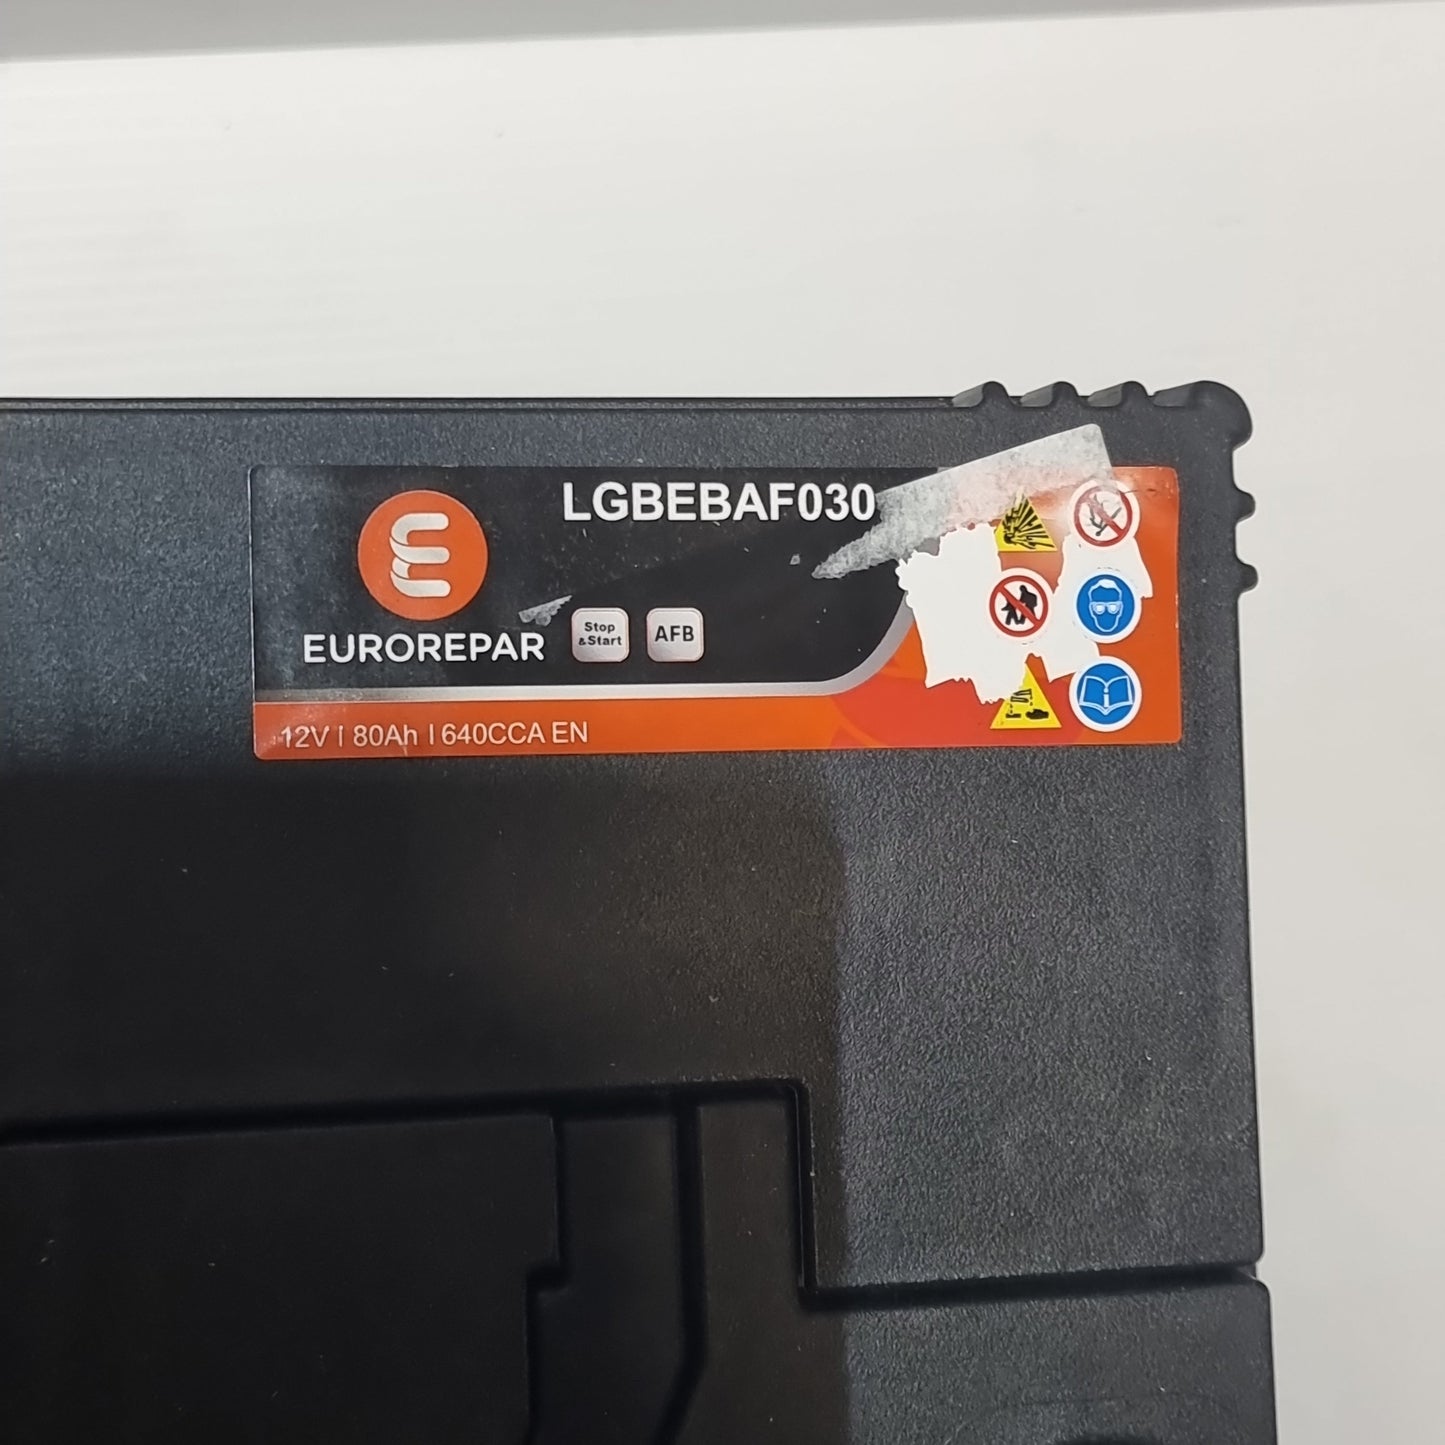 LGBEBAF030
EUROREPAR
Stop
&Start
AFB
12V | 80Ah | 640CCA EN